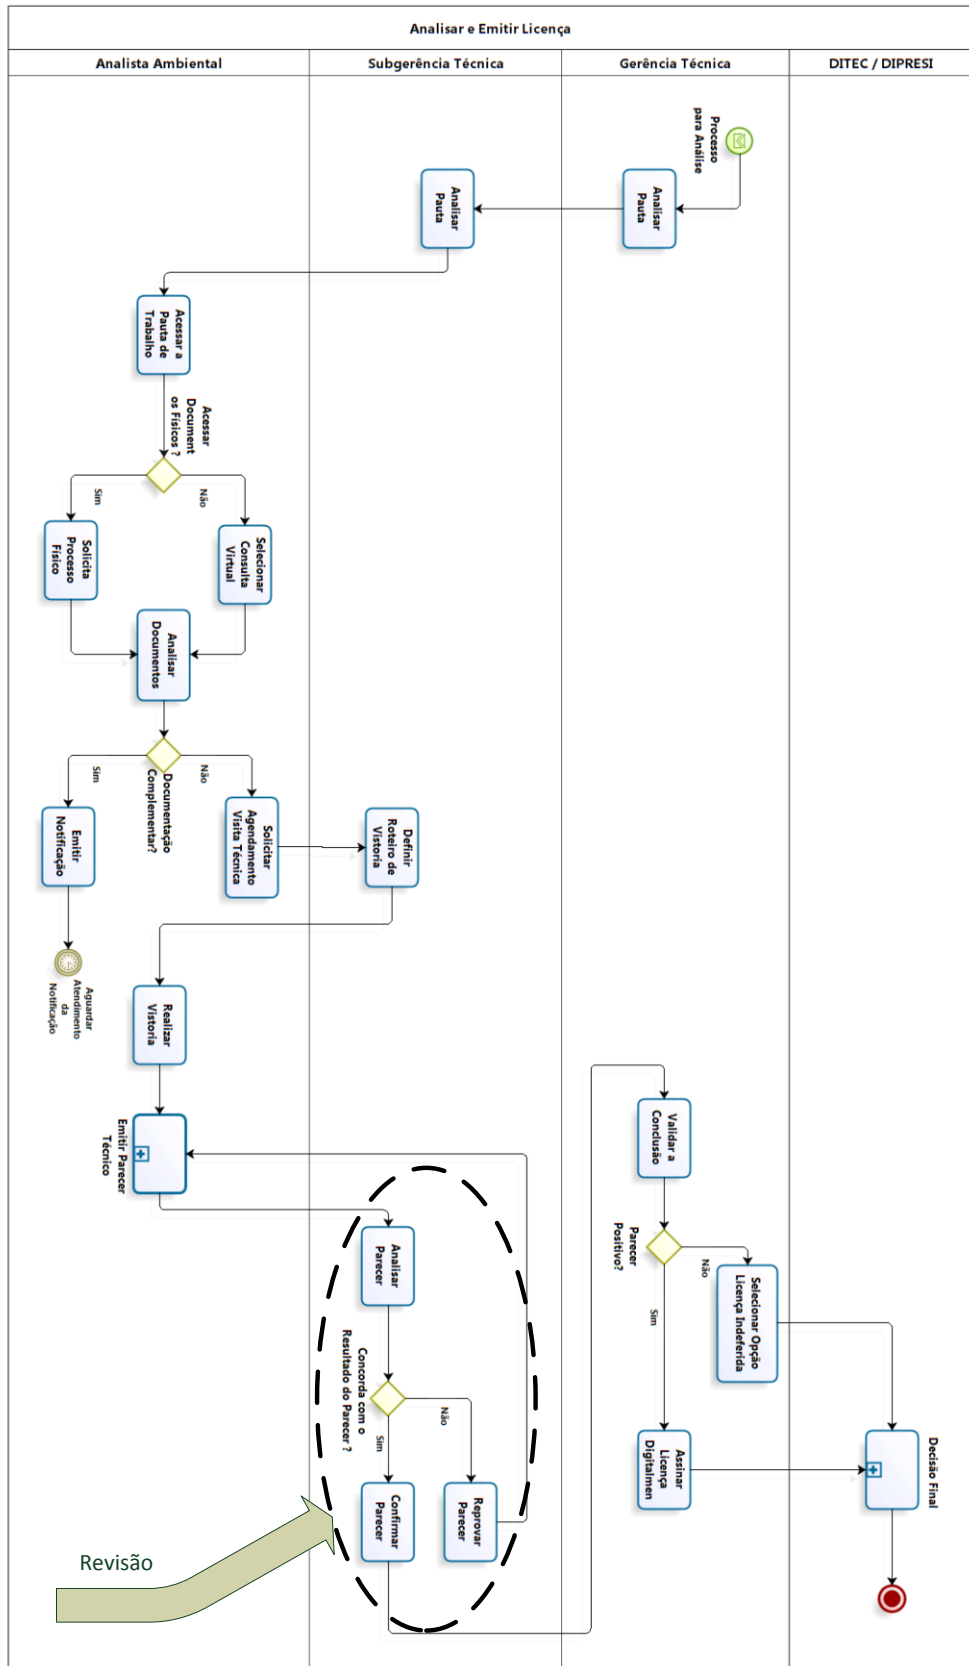 Analisar e Emitir Licença
Analista Ambiental
Subgerência Técnica
Gerência Técnica
DITEC / DIPRESI
Processo
para Análise
Analisar
Pauta
Analisar
Pauta
Acessar a
Pauta de
Trabalho
Acessar
Document
os Físicos ?
Sim
Não
Solicita
Processo
Físico
Selecionar
Consulta
Virtual
Analisar
Documentos
Documentação
Complementar?
Sim
Não
Emitir
Notificação
Solicitar
Agendamento
Visita Técnica
Definir
Roteiro de
Vistoria
Aguardar
Atendimento
da
Notificação
Realizar
Vistoria
Emitir Parecer
Técnico
Analisar
Parecer
Concorda com o
Resultado do Parecer ?
Não
Sim
Reprovar
Parecer
Confirmar
Parecer
Validar a
Conclusão
Parecer
Positivo?
Não
Sim
Selecionar Opção
Licença Indeferida
Assinar
Licença
Digitalmen
Decisão Final
Revisão